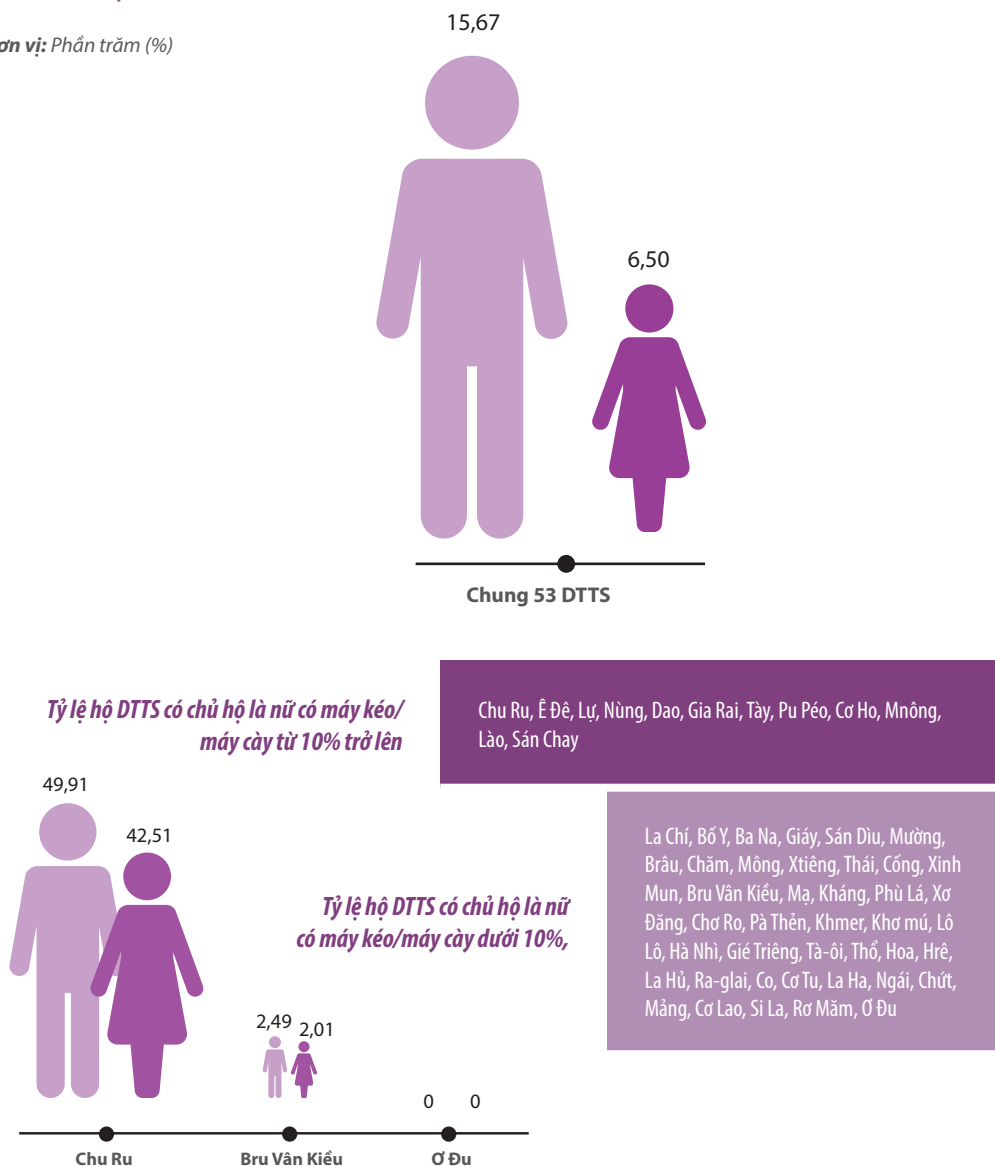 15,67
Đơn vị: Phần trăm (%)
6,50
Chung 53 DTTS
Tỷ lệ hộ DTTS có chủ hộ là nữ có máy kéo/
máy cày từ 10% trở lên
Chu Ru, Ê Đê, Lự, Nùng, Dao, Gia Rai, Tày, Pu Péo, Cơ Ho, Mnông,
Lào, Sán Chay
49,91
42,51
Tỷ lệ hộ DTTS có chủ hộ là nữ
có máy kéo/máy cày dưới 10%,
La Chí, Bố Y, Ba Na, Giáy, Sán Dìu, Mường,
Brâu, Chăm, Mông, Xtiêng, Thái, Cống, Xinh
Mun, Bru Vân Kiều, Mạ, Kháng, Phù Lá, Xơ
Đăng, Chơ Ro, Pà Thẻn, Khmer, Khơ mú, Lô
Lô, Hà Nhì, Gié Triêng, Tà-ôi, Thổ, Hoa, Hrê,
La Hủ, Ra-glai, Co, Cơ Tu, La Ha, Ngái, Chứt,
Mảng, Cơ Lao, Si La, Rơ Măm, Ơ Đu
2,49
2,01
0
0
Chu Ru
Bru Vân Kiều
Ơ Đu